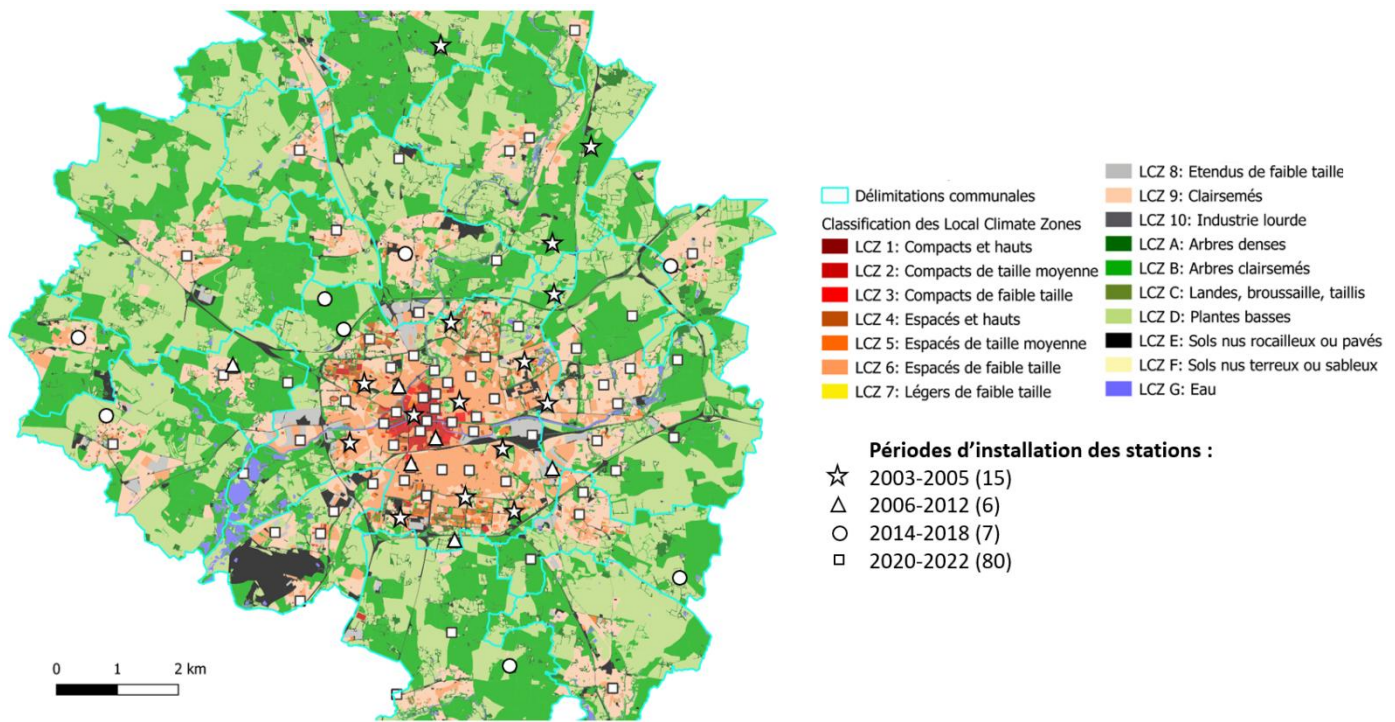 Délimitations communales
Classification des Local Climate Zones
LCZ 1: Compacts et hauts
LCZ 2: Compacts de taille moyenne
LCZ 3: Compacts de faible taille
LCZ 4: Espacés et hauts
LCZ 5: Espacés de taille moyenne
LCZ 6: Espacés de faible taille
LCZ 7: Légers de faible taille
LCZ 8: Etendus de faible taille
LCZ 9: Clairsemés
LCZ 10: Industrie lourde
LCZ A: Arbres denses
LCZ B: Arbres clairsemés
LCZ C: Landes, broussaille, taillis
LCZ D: Plantes basses
LCZ E: Sols nus rocailleux ou pavés
LCZ F: Sols nus terreux ou sableux
LCZ G: Eau
Périodes d’installation des stations :
2003-2005 (15)
2006-2012 (6)
2014-2018 (7)
2020-2022 (80)
0 1 2 km